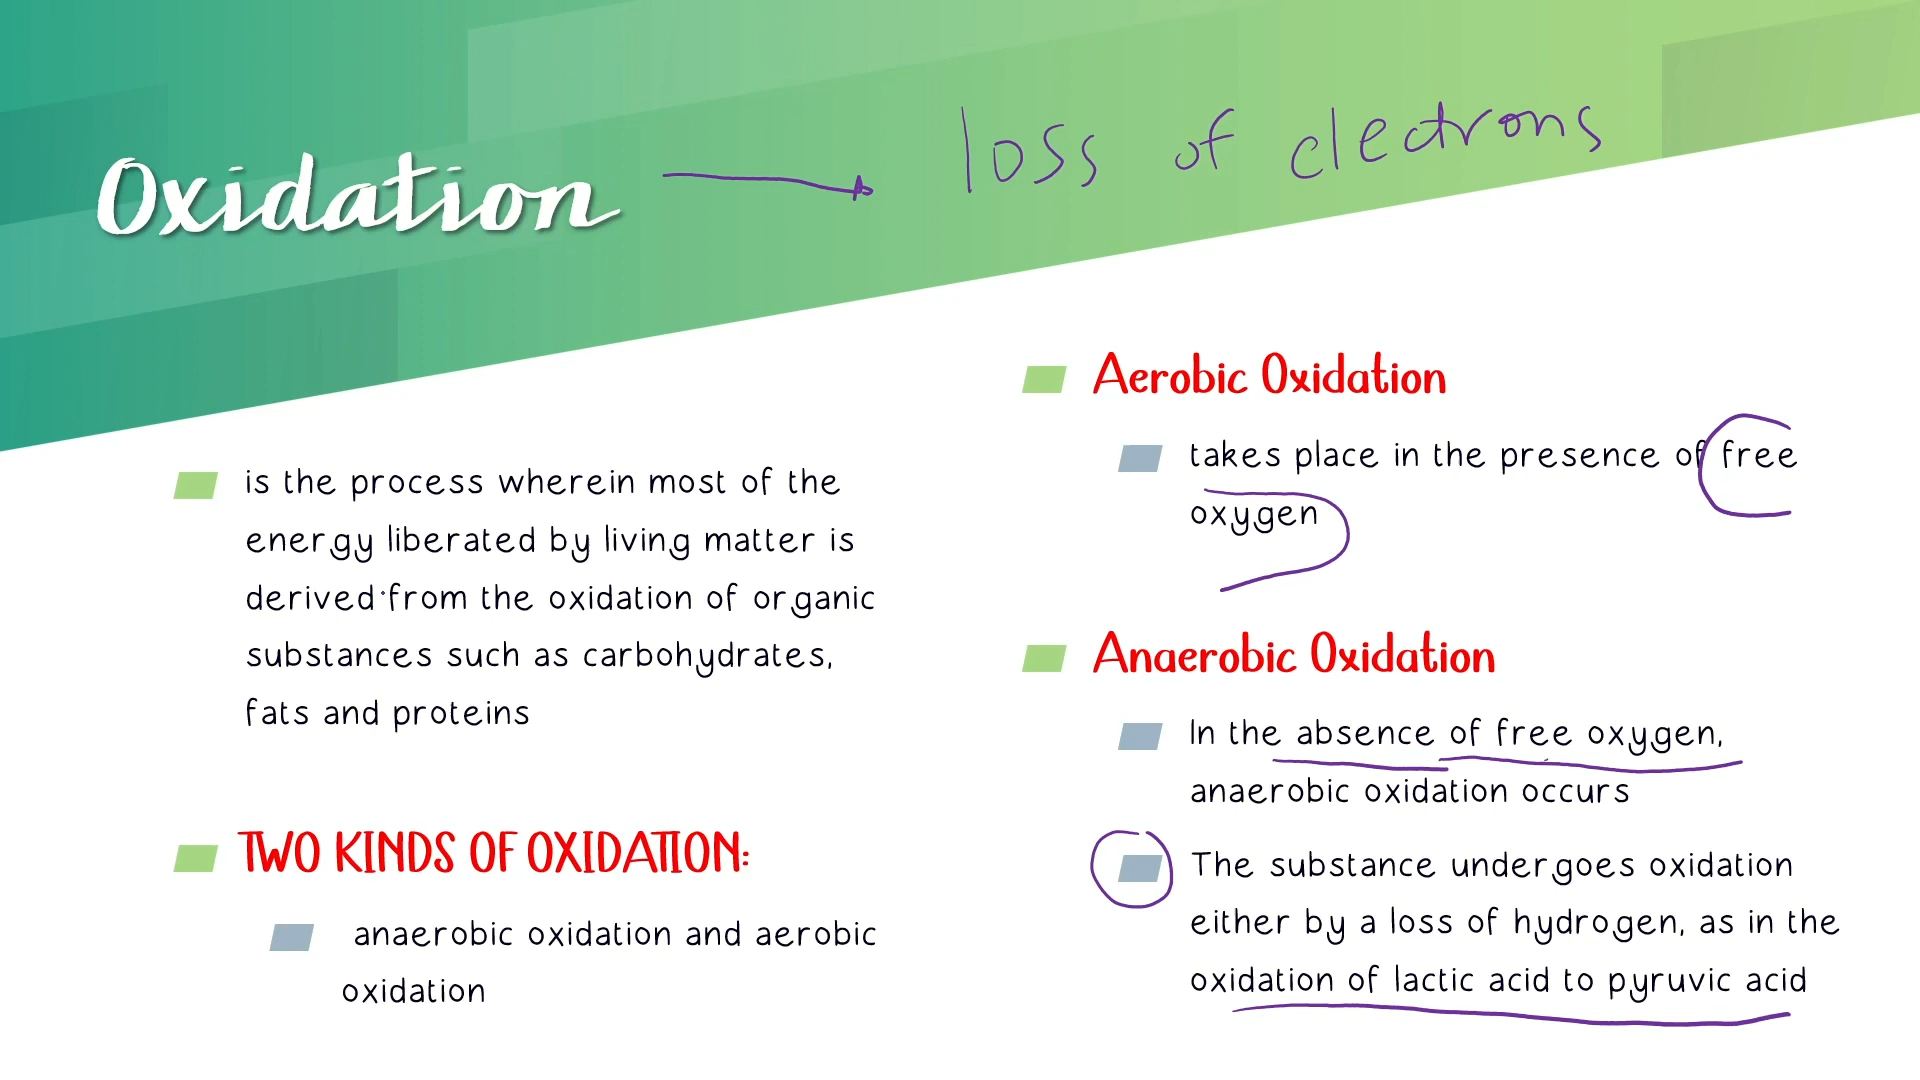 Oxidation
loss of electrons
is the process wherein most of the
energy liberated by living matter is
derived from the oxidation of organic
substances such as carbohydrates,
fats and proteins
TWO KINDS OF OXIDATION:
anaerobic oxidation and aerobic
oxidation
Aerobic Oxidation
takes place in the presence of free
oxygen
Anaerobic Oxidation
In the absence of free oxygen,
anaerobic oxidation occurs
The substance undergoes oxidation
either by a loss of hydrogen, as in the
oxidation of lactic acid to pyruvic acid